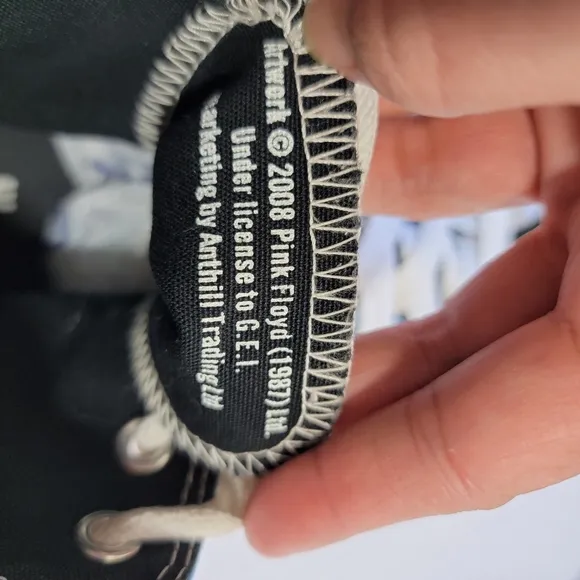 Artwork © 2008 Pink Floyd (1987) Ltd.
Under license to G.E.I.
Marketing by Anthill Trading Ltd